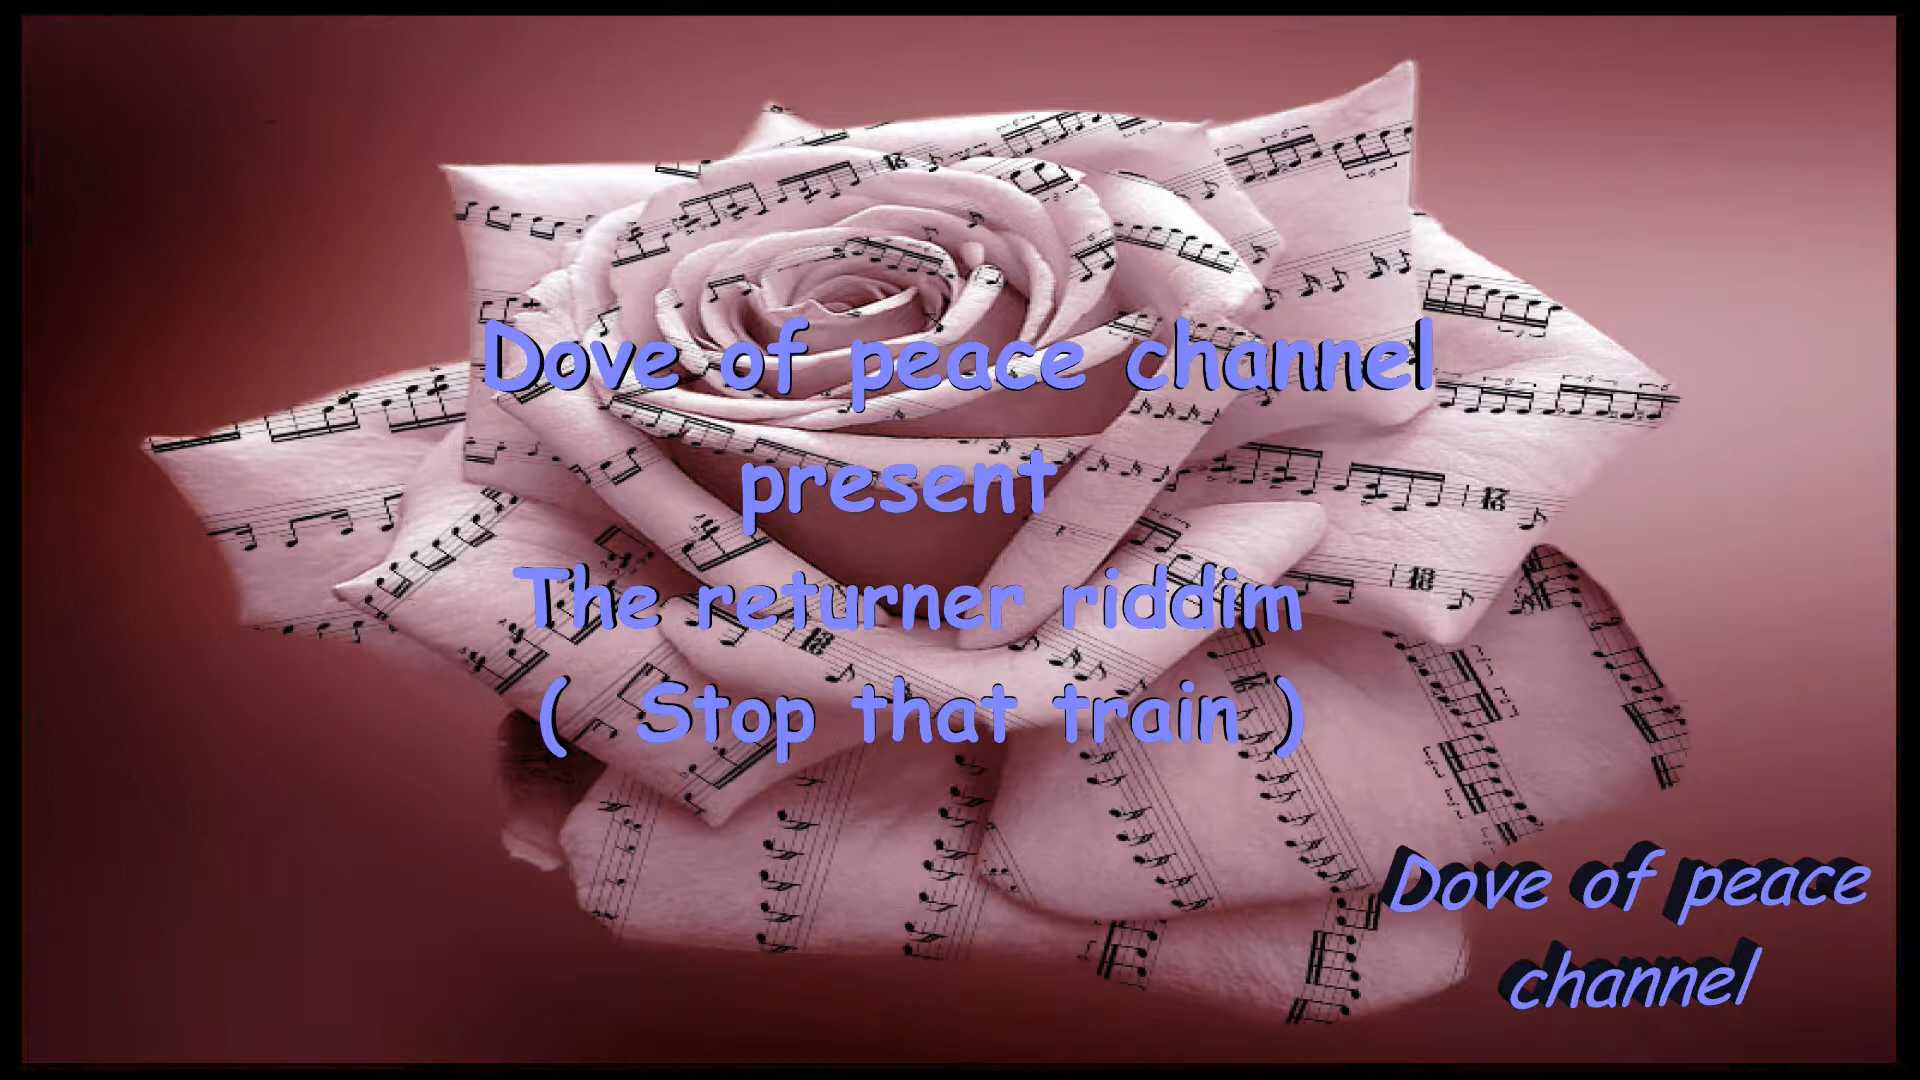 Dove of peace channel
present
The returner riddim
( Stop that train )
Dove of peace
channel